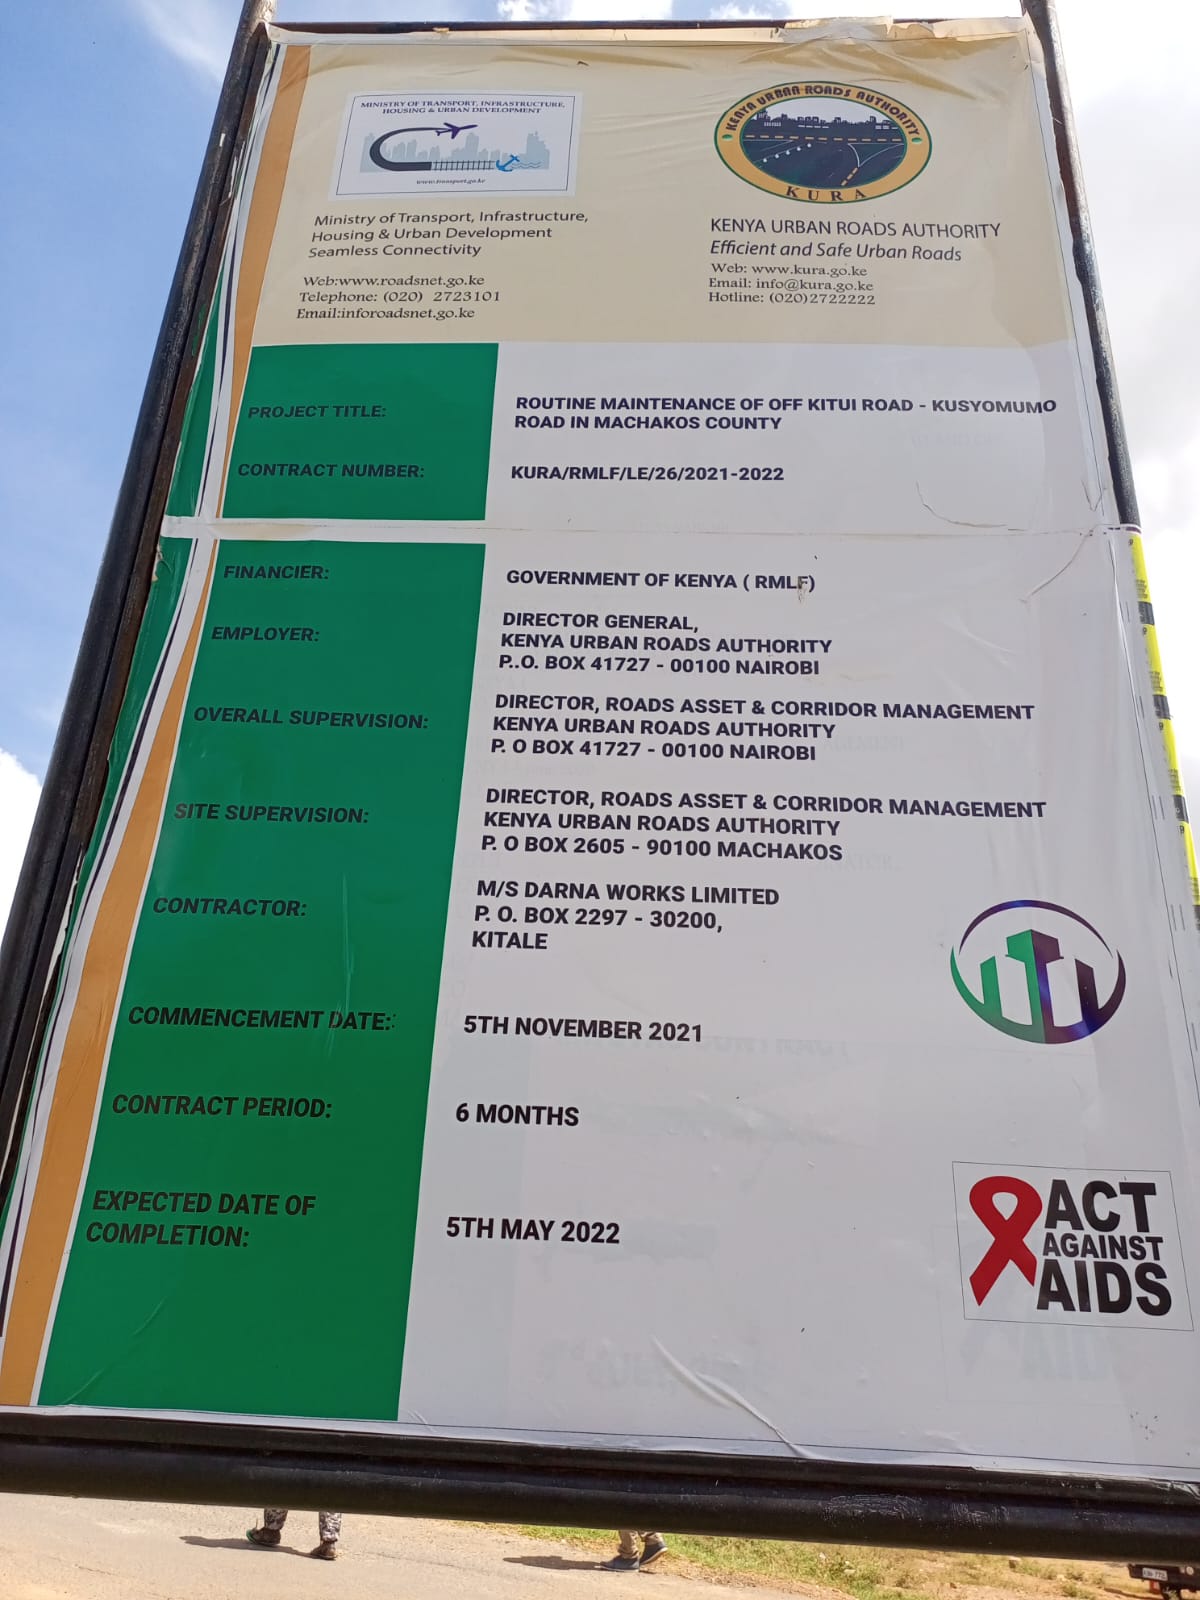 MINISTRY OF TRANSPORT, INFRASTRUCTURE,
HOUSING & URBAN DEVELOPMENT
www.transport.go.ke
Ministry of Transport, Infrastructure,
Housing & Urban Development
Seamless Connectivity
Web:www.roadsnet.go.ke
Telephone: (020) 2723101
Email:inforoadsnet.go.ke
KENYA URBAN ROADS AUTHORITY
KURA
KENYA URBAN ROADS AUTHORITY
Efficient and Safe Urban Roads
Web: www.kura.go.ke
Email: info@kura.go.ke
Hotline: (020)2722222
PROJECT TITLE:
ROUTINE MAINTENANCE OF OFF KITUI ROAD - KUSYOMUMO
ROAD IN MACHAKOS COUNTY
CONTRACT NUMBER:
KURA/RMLF/LE/26/2021-2022
FINANCIER:
GOVERNMENT OF KENYA ( RMLF)
EMPLOYER:
DIRECTOR GENERAL,
KENYA URBAN ROADS AUTHORITY
P..O. BOX 41727 - 00100 NAIROBI
OVERALL SUPERVISION:
DIRECTOR, ROADS ASSET & CORRIDOR MANAGEMENT
KENYA URBAN ROADS AUTHORITY
P. O BOX 41727 - 00100 NAIROBI
SITE SUPERVISION:
DIRECTOR, ROADS ASSET & CORRIDOR MANAGEMENT
KENYA URBAN ROADS AUTHORITY
P. O BOX 2605 - 90100 MACHAKOS
CONTRACTOR:
M/S DARNA WORKS LIMITED
P. O. BOX 2297 - 30200,
KITALE
COMMENCEMENT DATE::
5TH NOVEMBER 2021
CONTRACT PERIOD:
6 MONTHS
EXPECTED DATE OF
COMPLETION:
5TH MAY 2022
ACT
AGAINST
AIDS